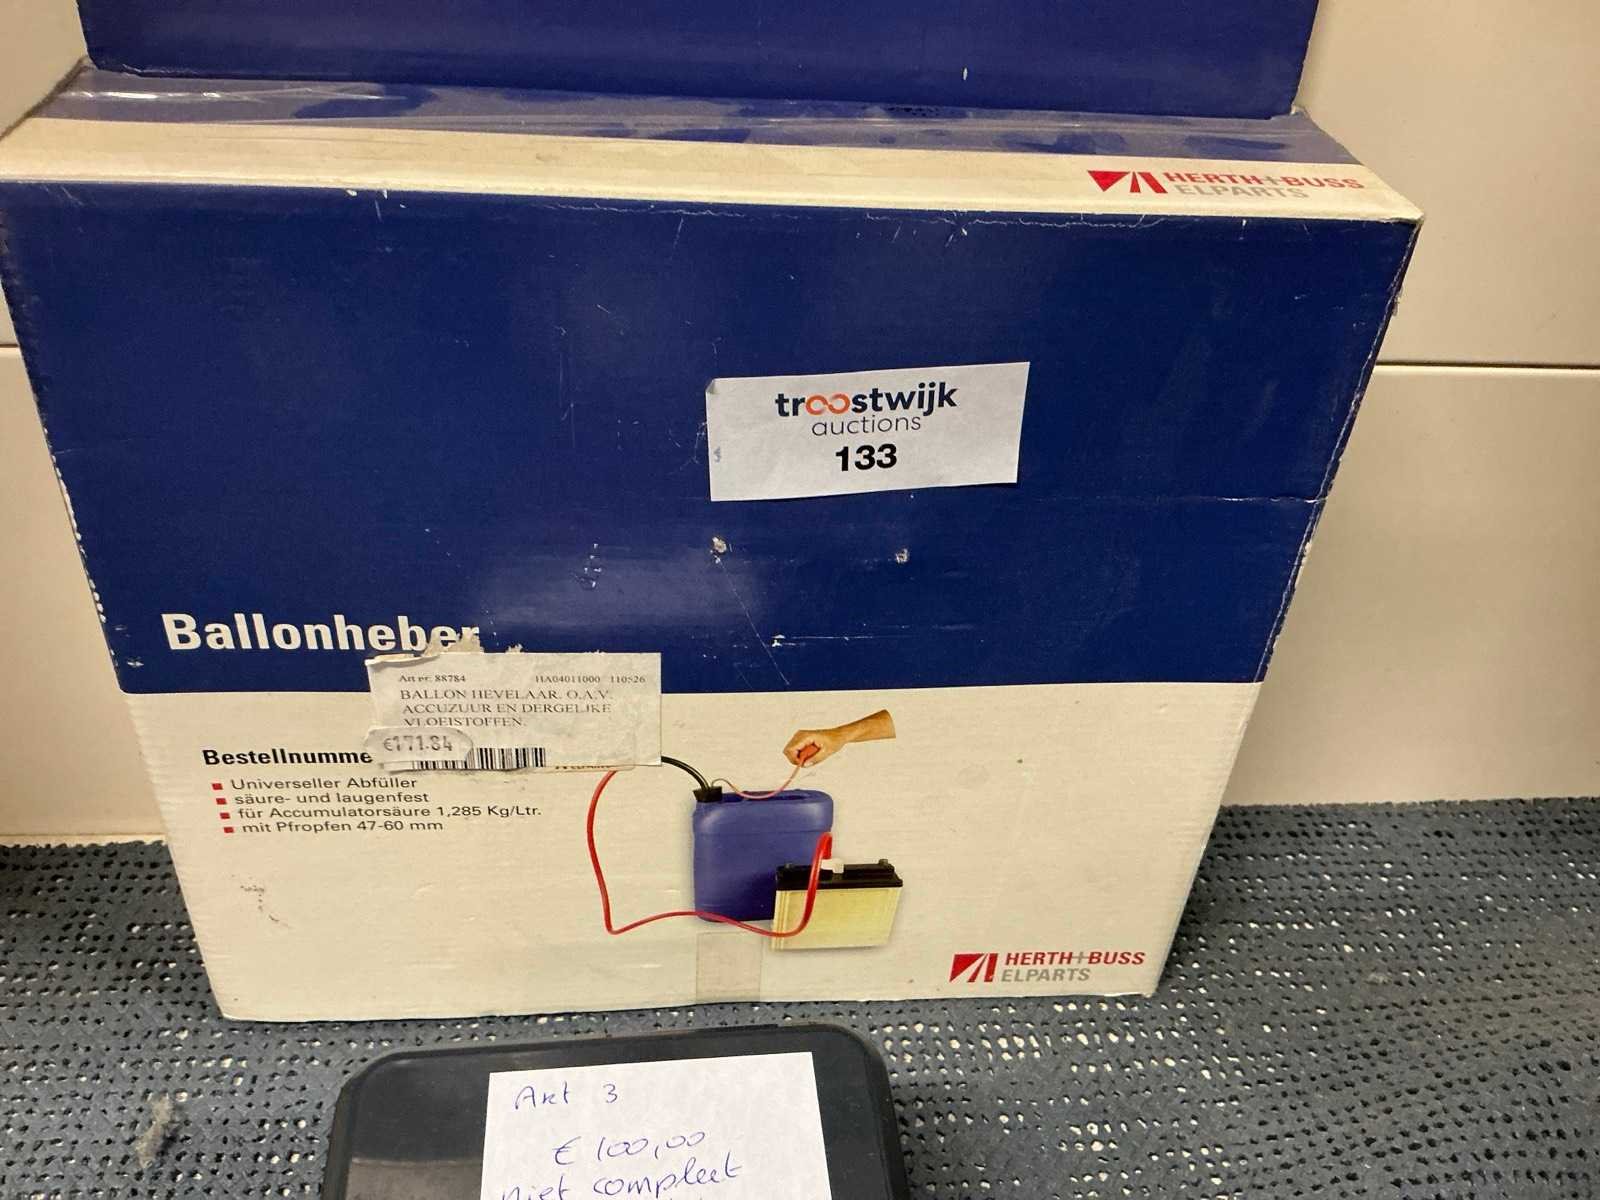 HERTH+BUSS
ELPARTS
troostwijk
auctions
133
Ballonheber
Art nr: 88784 HA04011000 110526
BALLON HEVELAAR. O.A.V.
ACCUZUUR EN DERGELIJKE
VLOEISTOFFEN.
€171.84
Bestellnumme
Universeller Abfüller
säure- und laugenfest
für Accumulatorsäure 1,285 Kg/Ltr.
mit Pfropfen 47-60 mm
HERTH+BUSS
ELPARTS
Art 3
€ 100,00
niet compleet